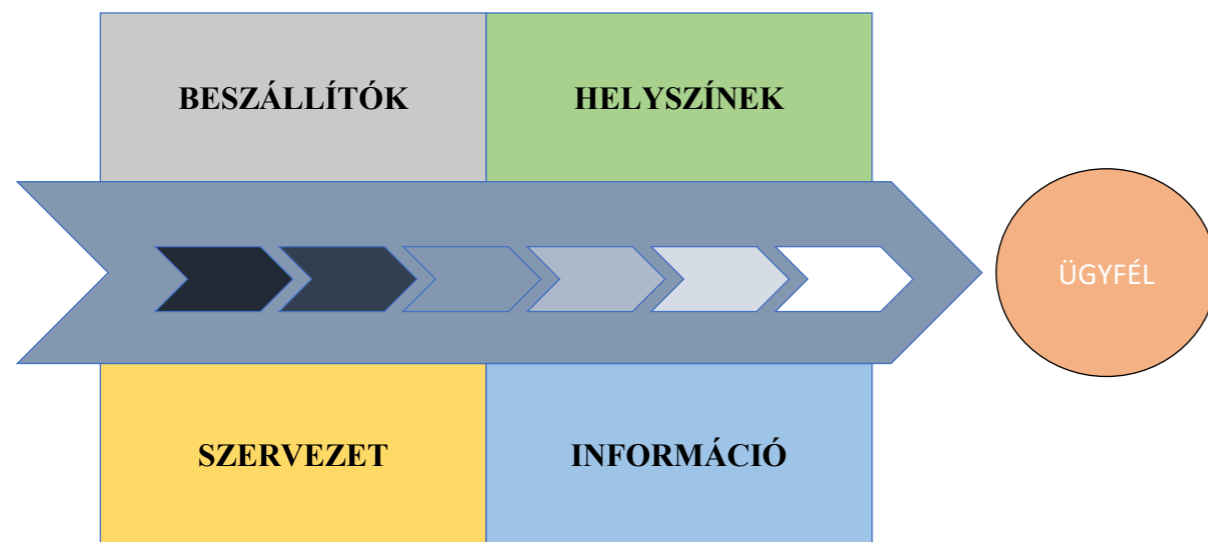 BESZÁLLÍTÓK
HELYSZÍNEK
ÜGYFÉL
SZERVEZET
INFORMÁCIÓ